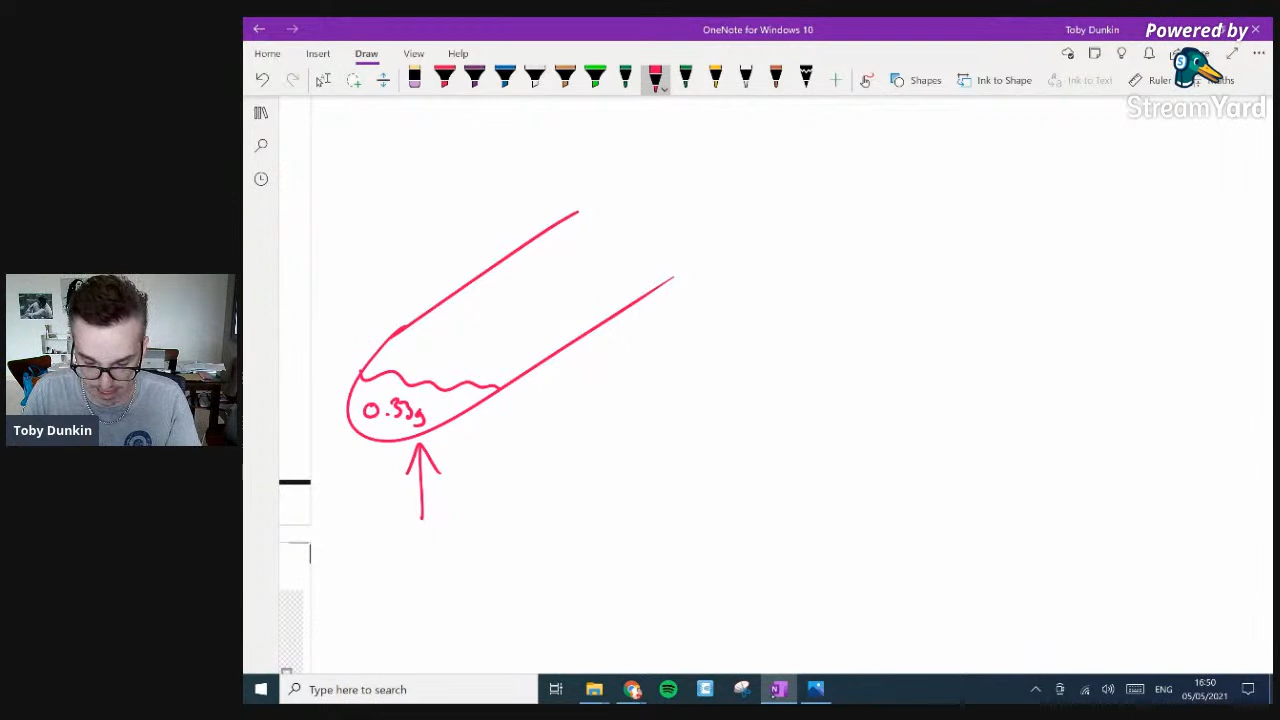 OneNote for Windows 10
Toby Dunkin
Powered by
Home Insert Draw View Help
Shapes Ink to Shape Ink to Text Ruler Maths
StreamYard
0.33g
Toby Dunkin
Type here to search
ENG
16:50
05/05/2021